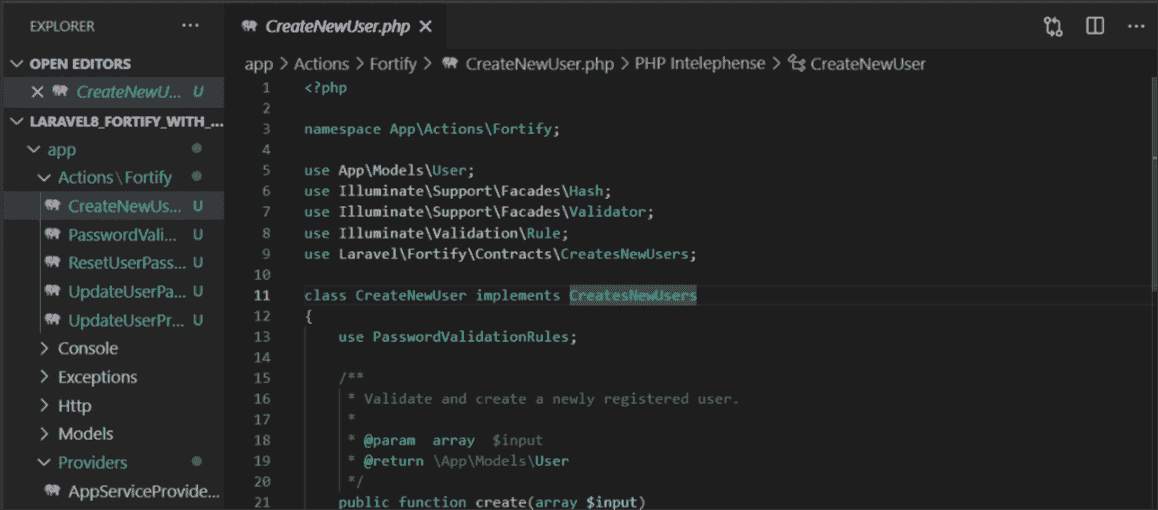 EXPLORER ...
OPEN EDITORS
CreateNewU... U
LARAVEL8_FORTIFY_WITH_...
app
Actions\Fortify
CreateNewUs... U
PasswordVali... U
ResetUserPass... U
UpdateUserPa... U
UpdateUserPr... U
Console
Exceptions
Http
Models
Providers
AppServiceProvide...
CreateNewUser.php
app > Actions > Fortify > CreateNewUser.php > PHP Intelephense > CreateNewUser
1 <?php
2
3 namespace App\Actions\Fortify;
4
5 use App\Models\User;
6 use Illuminate\Support\Facades\Hash;
7 use Illuminate\Support\Facades\Validator;
8 use Illuminate\Validation\Rule;
9 use Laravel\Fortify\Contracts\CreatesNewUsers;
10
11 class CreateNewUser implements CreatesNewUsers
12 {
13 use PasswordValidationRules;
14
15 /**
16 * Validate and create a newly registered user.
17 *
18 * @param  array  $input
19 * @return \App\Models\User
20 */
21 public function create(array $input)